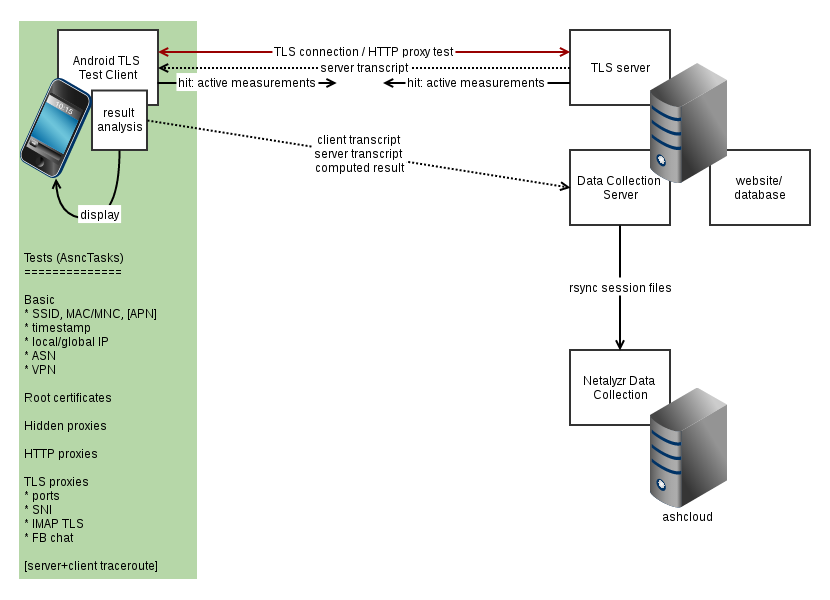 Android TLS
Test Client
TLS connection / HTTP proxy test
server transcript
hit: active measurements
hit: active measurements
TLS server
10.15
result
analysis
client transcript
server transcript
computed result
Data Collection
Server
website/
database
display
Tests (AsncTasks)
==============
Basic
* SSID, MAC/MNC, [APN]
* timestamp
* local/global IP
* ASN
* VPN
Root certificates
Hidden proxies
HTTP proxies
TLS proxies
* ports
* SNI
* IMAP TLS
* FB chat
[server+client traceroute]
rsync session files
Netalyzr Data
Collection
ashcloud